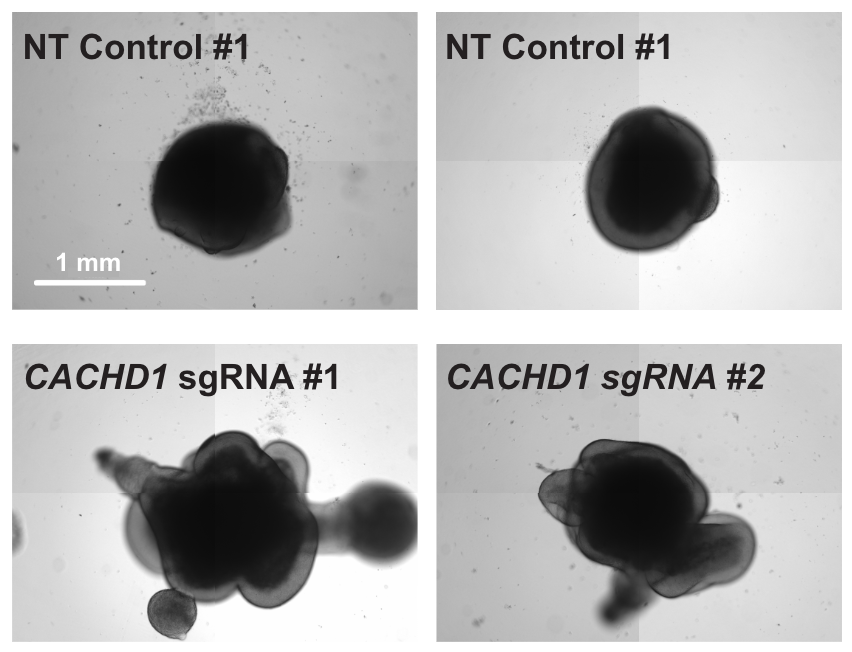 NT Control #1
NT Control #1
1 mm
CACHD1 sgRNA #1
CACHD1 sgRNA #2